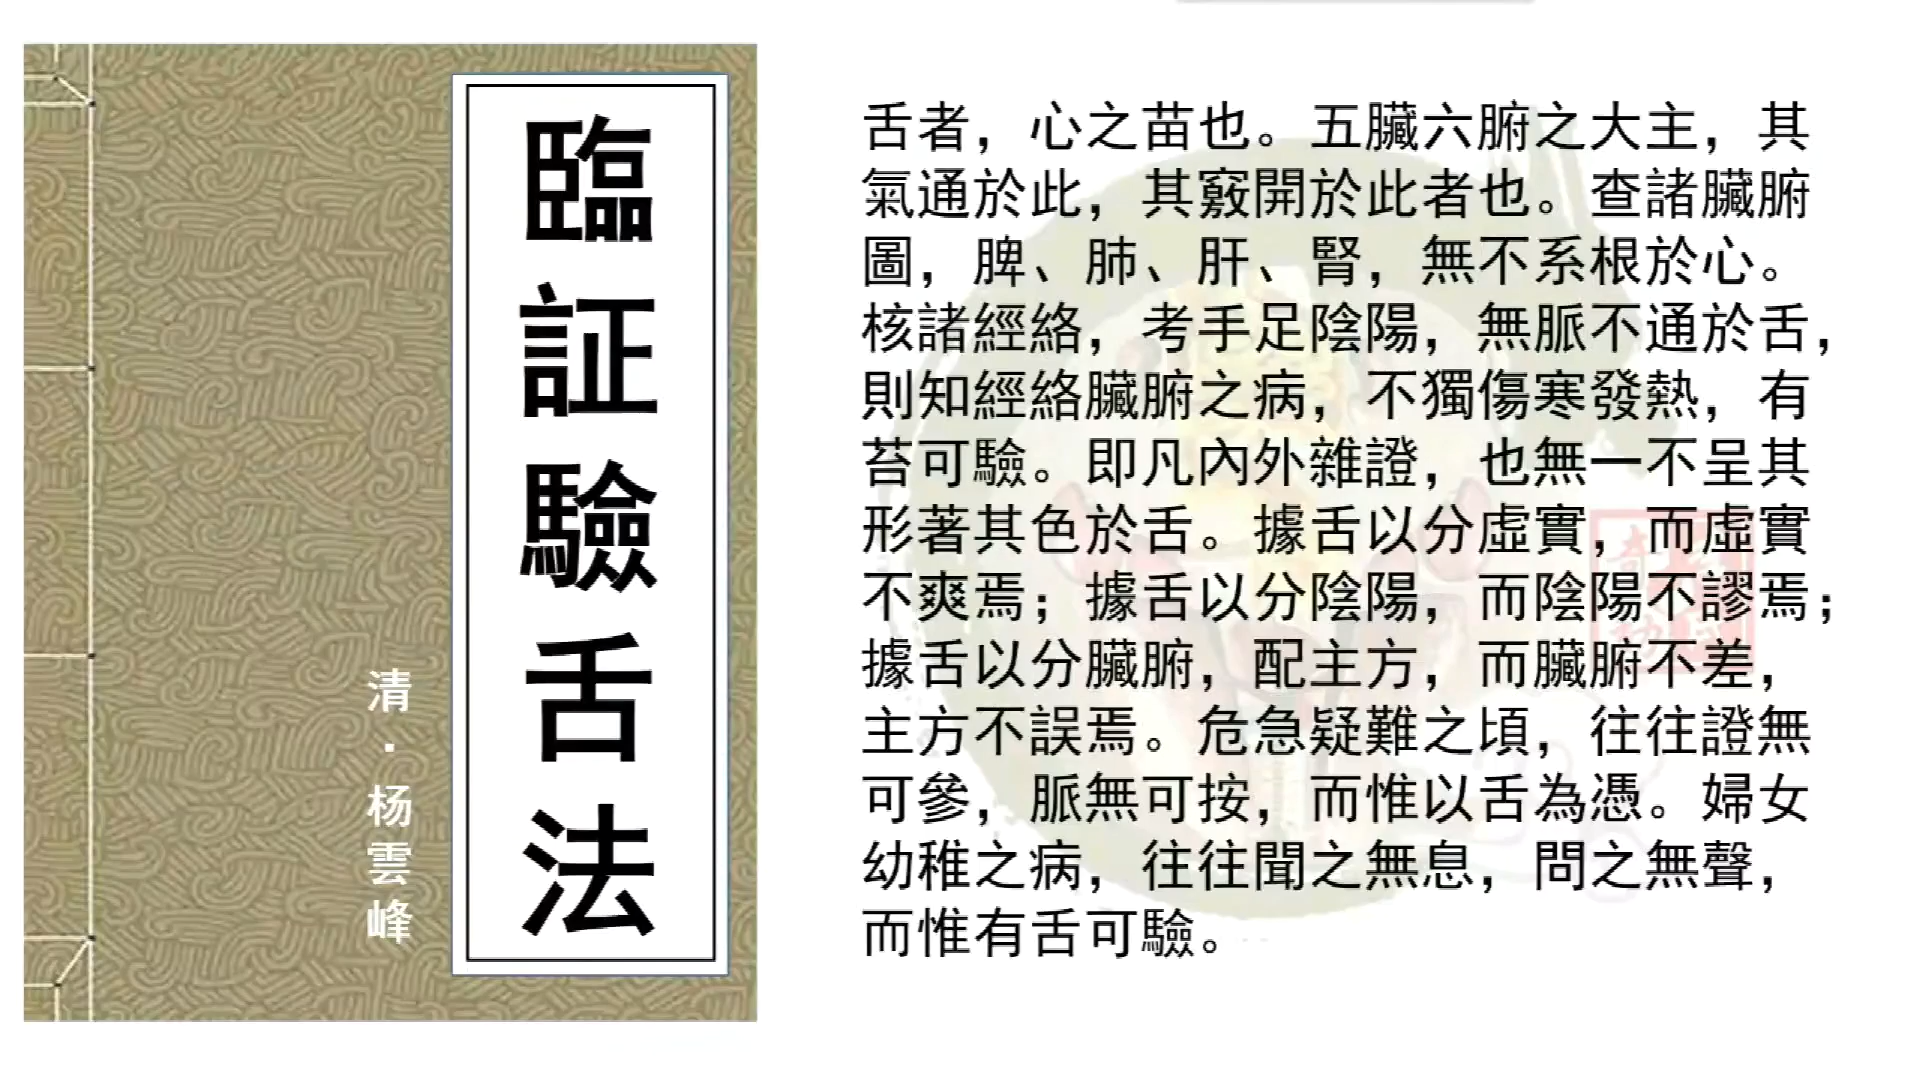 臨証驗舌法
清·杨雲峰
舌者，心之苗也。五臟六腑之大主，其
氣通於此，其竅開於此者也。查諸臟腑
圖，脾、肺、肝、腎，無不系根於心。
核諸經絡，考手足陰陽，無脈不通於舌，
則知經絡臟腑之病，不獨傷寒發熱，有
苔可驗。即凡內外雜證，也無一不呈其
形著其色於舌。據舌以分虛實，而虛實
不爽焉；據舌以分陰陽，而陰陽不謬焉；
據舌以分臟腑，配主方，而臟腑不差，
主方不誤焉。危急疑難之頃，往往證無
可參，脈無可按，而惟以舌為憑。婦女
幼稚之病，往往聞之無息，問之無聲，
而惟有舌可驗。